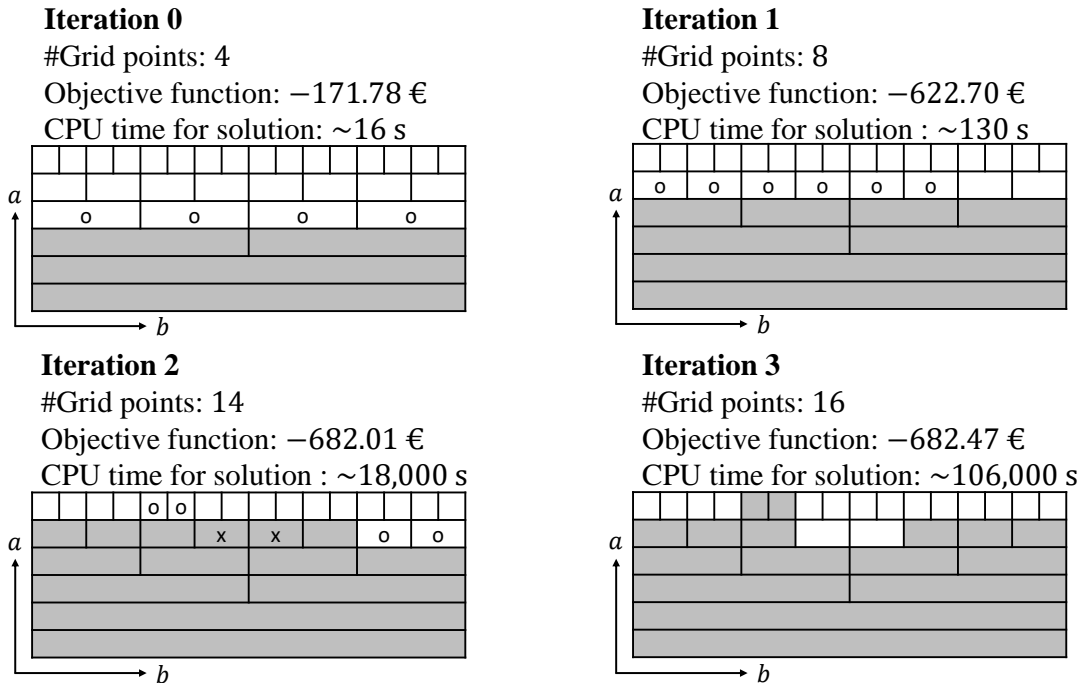 Iteration 0
#Grid points: 4
Objective function: −171.78 €
CPU time for solution: ~16 s
a
o o o o
b
Iteration 1
#Grid points: 8
Objective function: −622.70 €
CPU time for solution : ~130 s
a
o o o o o o
b
Iteration 2
#Grid points: 14
Objective function: −682.01 €
CPU time for solution : ~18,000 s
o o
a
x x o o
b
Iteration 3
#Grid points: 16
Objective function: −682.47 €
CPU time for solution: ~106,000 s
a
b